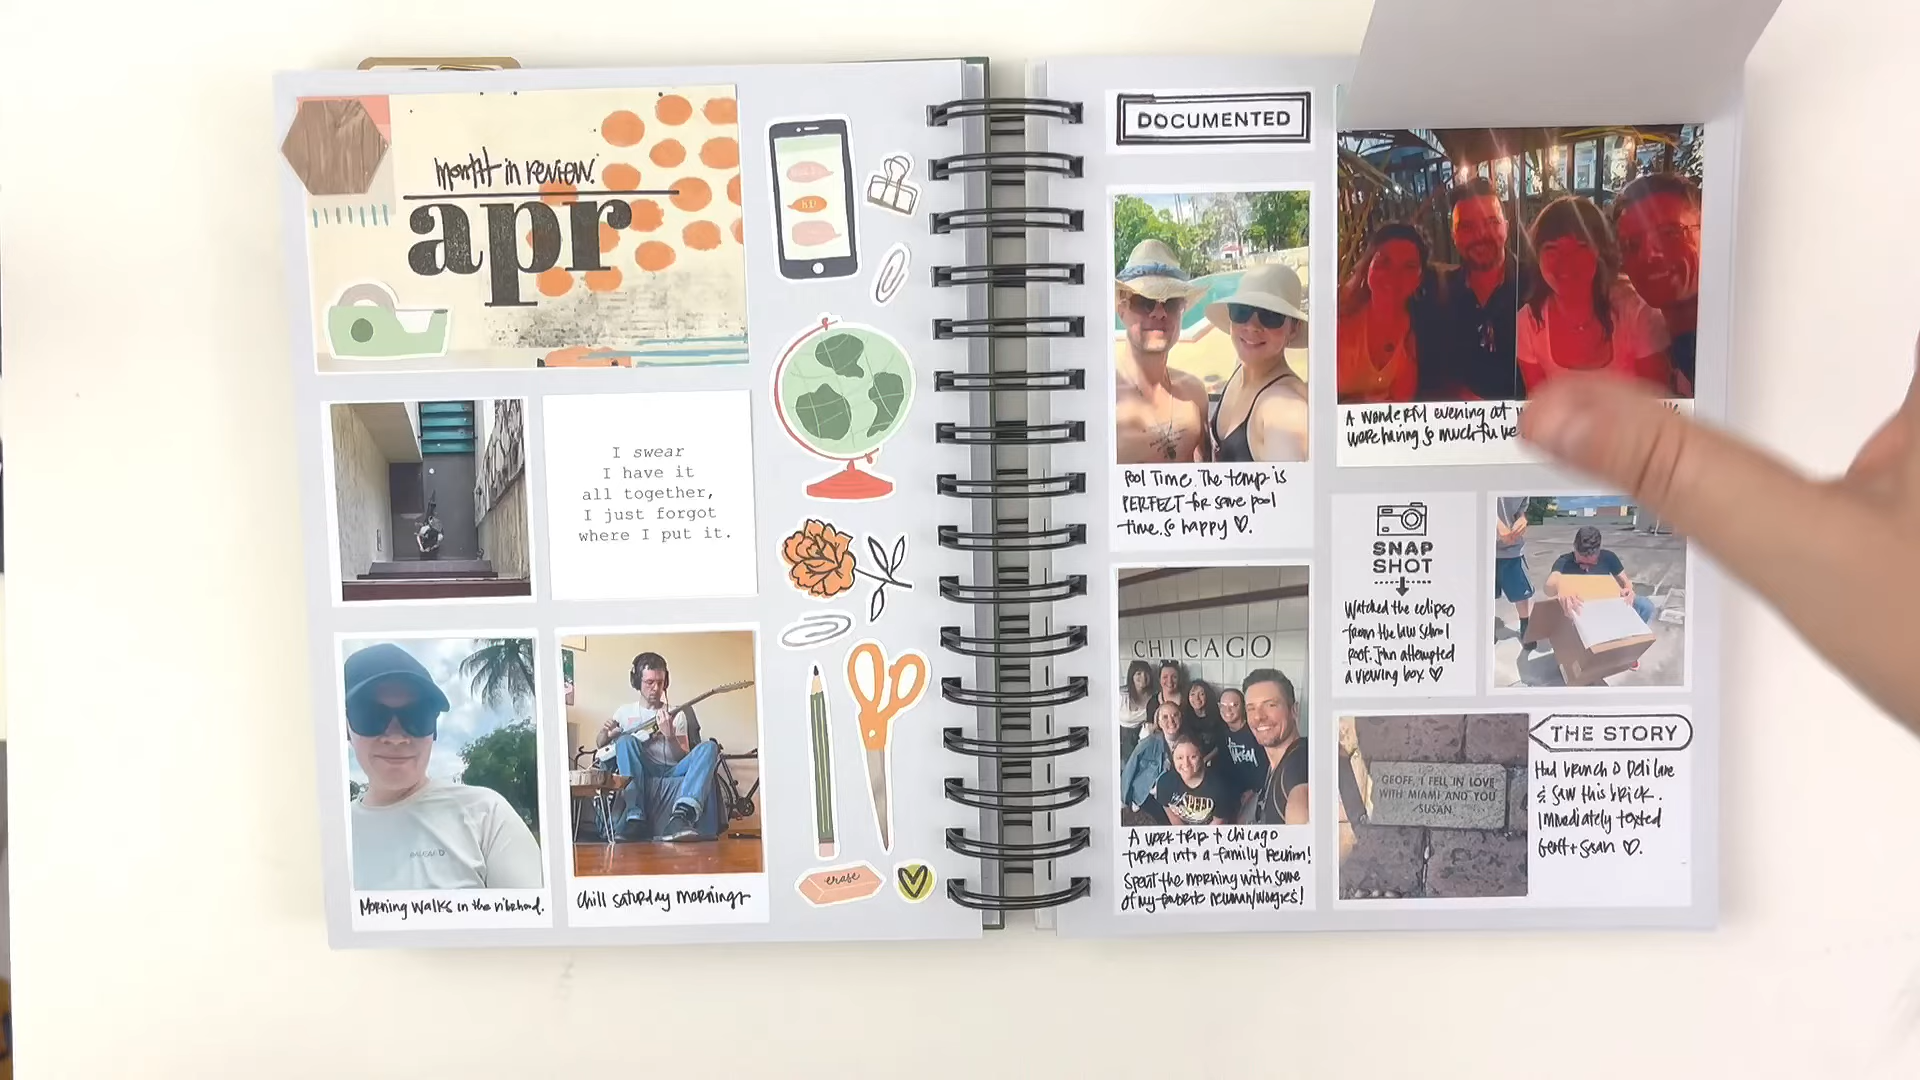 month in review.
apr
I swear
I have it
all together,
I just forgot
where I put it.
Morning walks in the
chill saturday mornings
erase
DOCUMENTED
Pool Time. The temp is
PERFECT for some pool
time. so happy ♡.
CHICAGO
SPEED
A work trip to Chicago
turned into a family reunion!
Spent the morning with some
of my favorite
A wonderful evening at
were having so much fun we
SNAP
SHOT
Watched the eclipse
from the law school
roof. John attempted
a viewing box ♡
GEOFF, I FELL IN LOVE
WITH MIAMI AND YOU
SUSAN
THE STORY
Had brunch @ Deli Lane
& saw this brick.
Immediately texted
Geoff + Susan ♡.